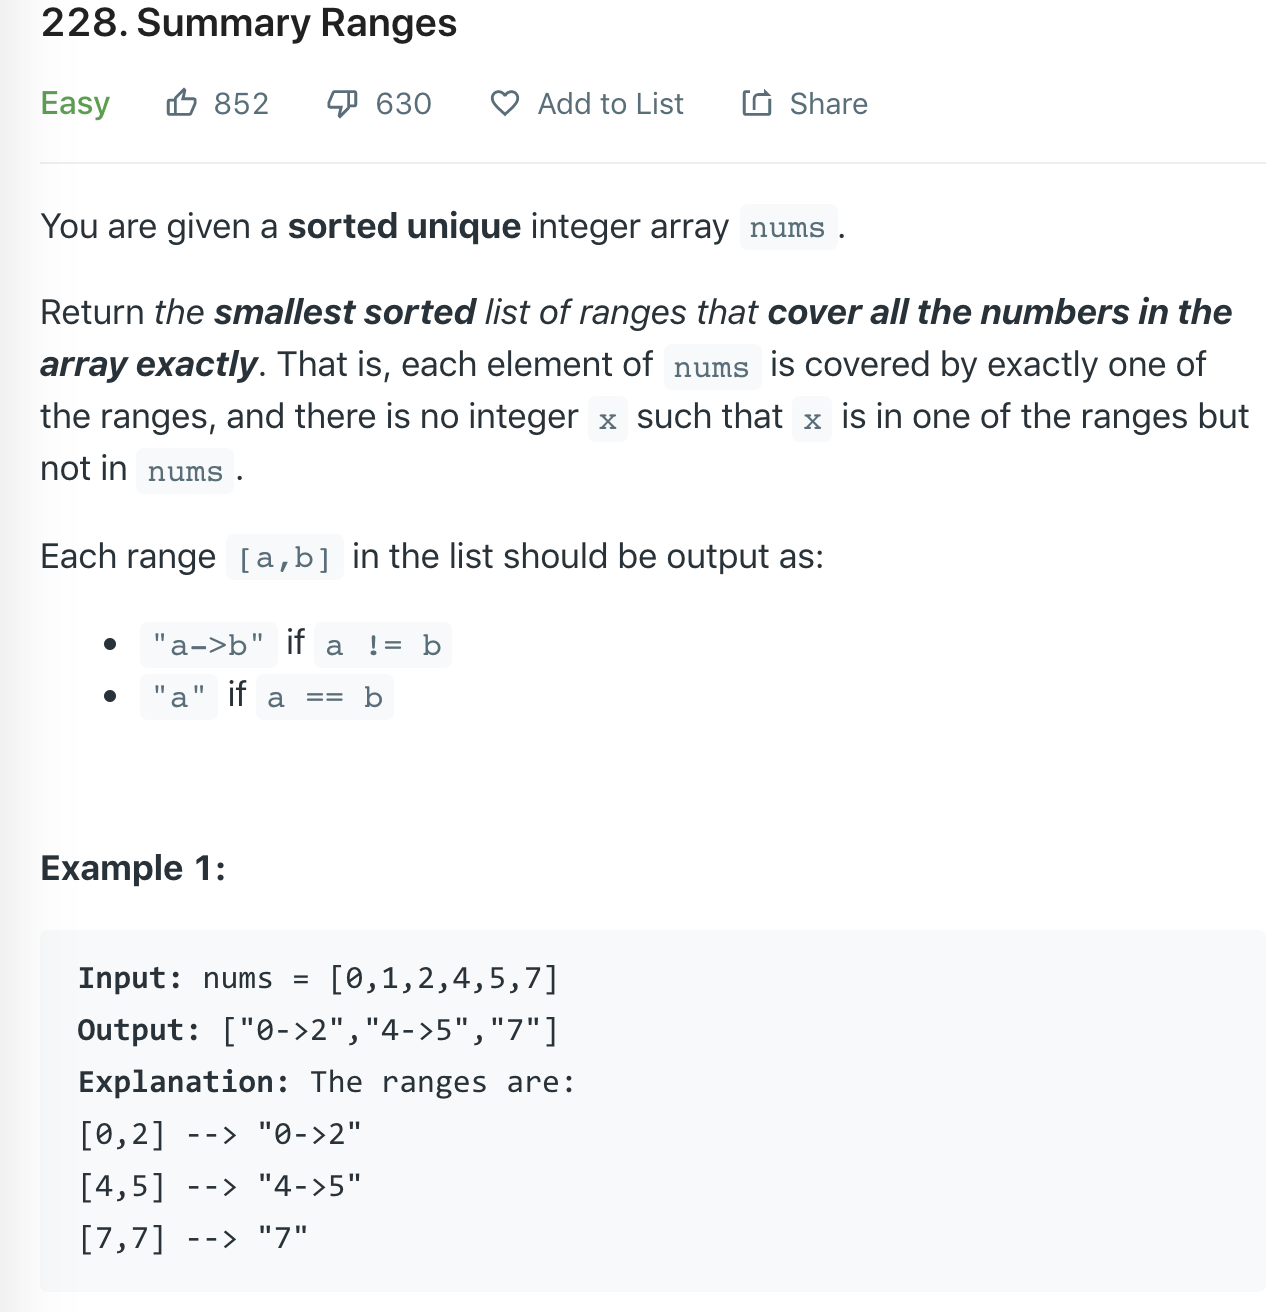 228. Summary Ranges
Easy 852 630 Add to List Share
You are given a sorted unique integer array nums.
Return the smallest sorted list of ranges that cover all the numbers in the
array exactly. That is, each element of nums is covered by exactly one of
the ranges, and there is no integer x such that x is in one of the ranges but
not in nums.
Each range [a,b] in the list should be output as:
• "a->b" if a != b
• "a" if a == b
Example 1:
Input: nums = [0,1,2,4,5,7]
Output: ["0->2","4->5","7"]
Explanation: The ranges are:
[0,2] --> "0->2"
[4,5] --> "4->5"
[7,7] --> "7"